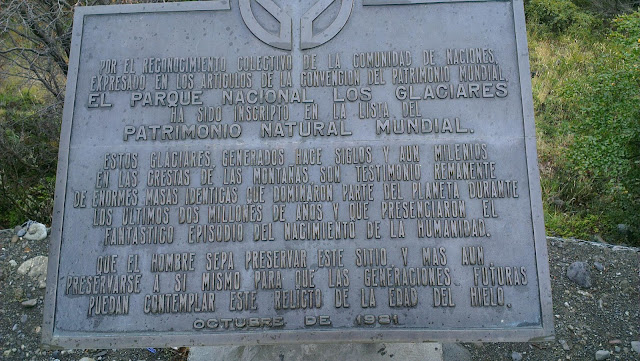 POR EL RECONOCIMIENTO COLECTIVO DE LA COMUNIDAD DE NACIONES,
EXPRESADO EN LOS ARTICULOS DE LA CONVENCION DEL PATRIMONIO MUNDIAL,
EL PARQUE NACIONAL LOS GLACIARES
HA SIDO INSCRIPTO EN LA LISTA DEL
PATRIMONIO NATURAL MUNDIAL.
ESTOS GLACIARES, GENERADOS HACE SIGLOS Y AUN MILENIOS
EN LAS CRESTAS DE LAS MONTAÑAS, SON TESTIMONIO REMANENTE
DE ENORMES MASAS IDENTICAS QUE DOMINARON PARTE DEL PLANETA DURANTE
LOS ULTIMOS DOS MILLONES DE AÑOS Y QUE PRESENCIARON EL
FANTASTICO EPISODIO DEL NACIMIENTO DE LA HUMANIDAD.
QUE EL HOMBRE SEPA PRESERVAR ESTE SITIO Y MAS AUN
PRESERVARSE A SI MISMO PARA QUE LAS GENERACIONES FUTURAS
PUEDAN CONTEMPLAR ESTE RELICTO DE LA EDAD DEL HIELO.
OCTUBRE DE 1981